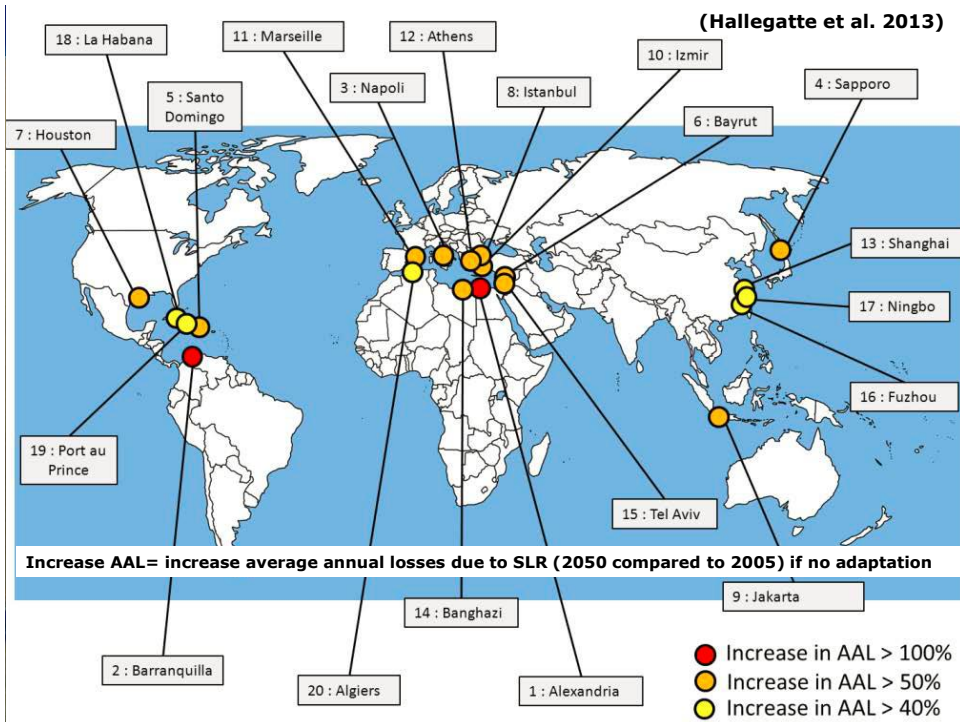 (Hallegatte et al. 2013)
18 : La Habana
11 : Marseille
12 : Athens
10 : Izmir
3 : Napoli
8: Istanbul
4 : Sapporo
5 : Santo
Domingo
7 : Houston
6 : Bayrut
13 : Shanghai
17 : Ningbo
16 : Fuzhou
19 : Port au
Prince
15 : Tel Aviv
Increase AAL= increase average annual losses due to SLR (2050 compared to 2005) if no adaptation
9 : Jakarta
14 : Banghazi
2 : Barranquilla
20 : Algiers
1 : Alexandria
Increase in AAL > 100%
Increase in AAL > 50%
Increase in AAL > 40%